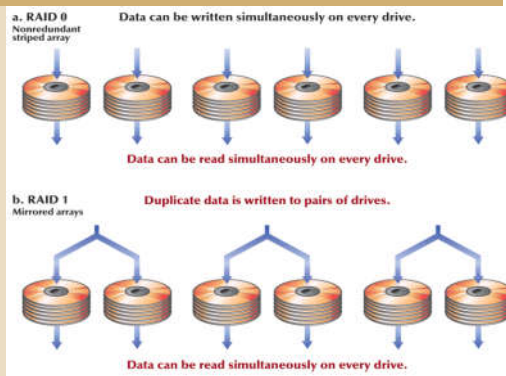 a. RAID 0
Nonredundant
striped array
Data can be written simultaneously on every drive.
Data can be read simultaneously on every drive.
b. RAID 1
Mirrored arrays
Duplicate data is written to pairs of drives.
Data can be read simultaneously on every drive.